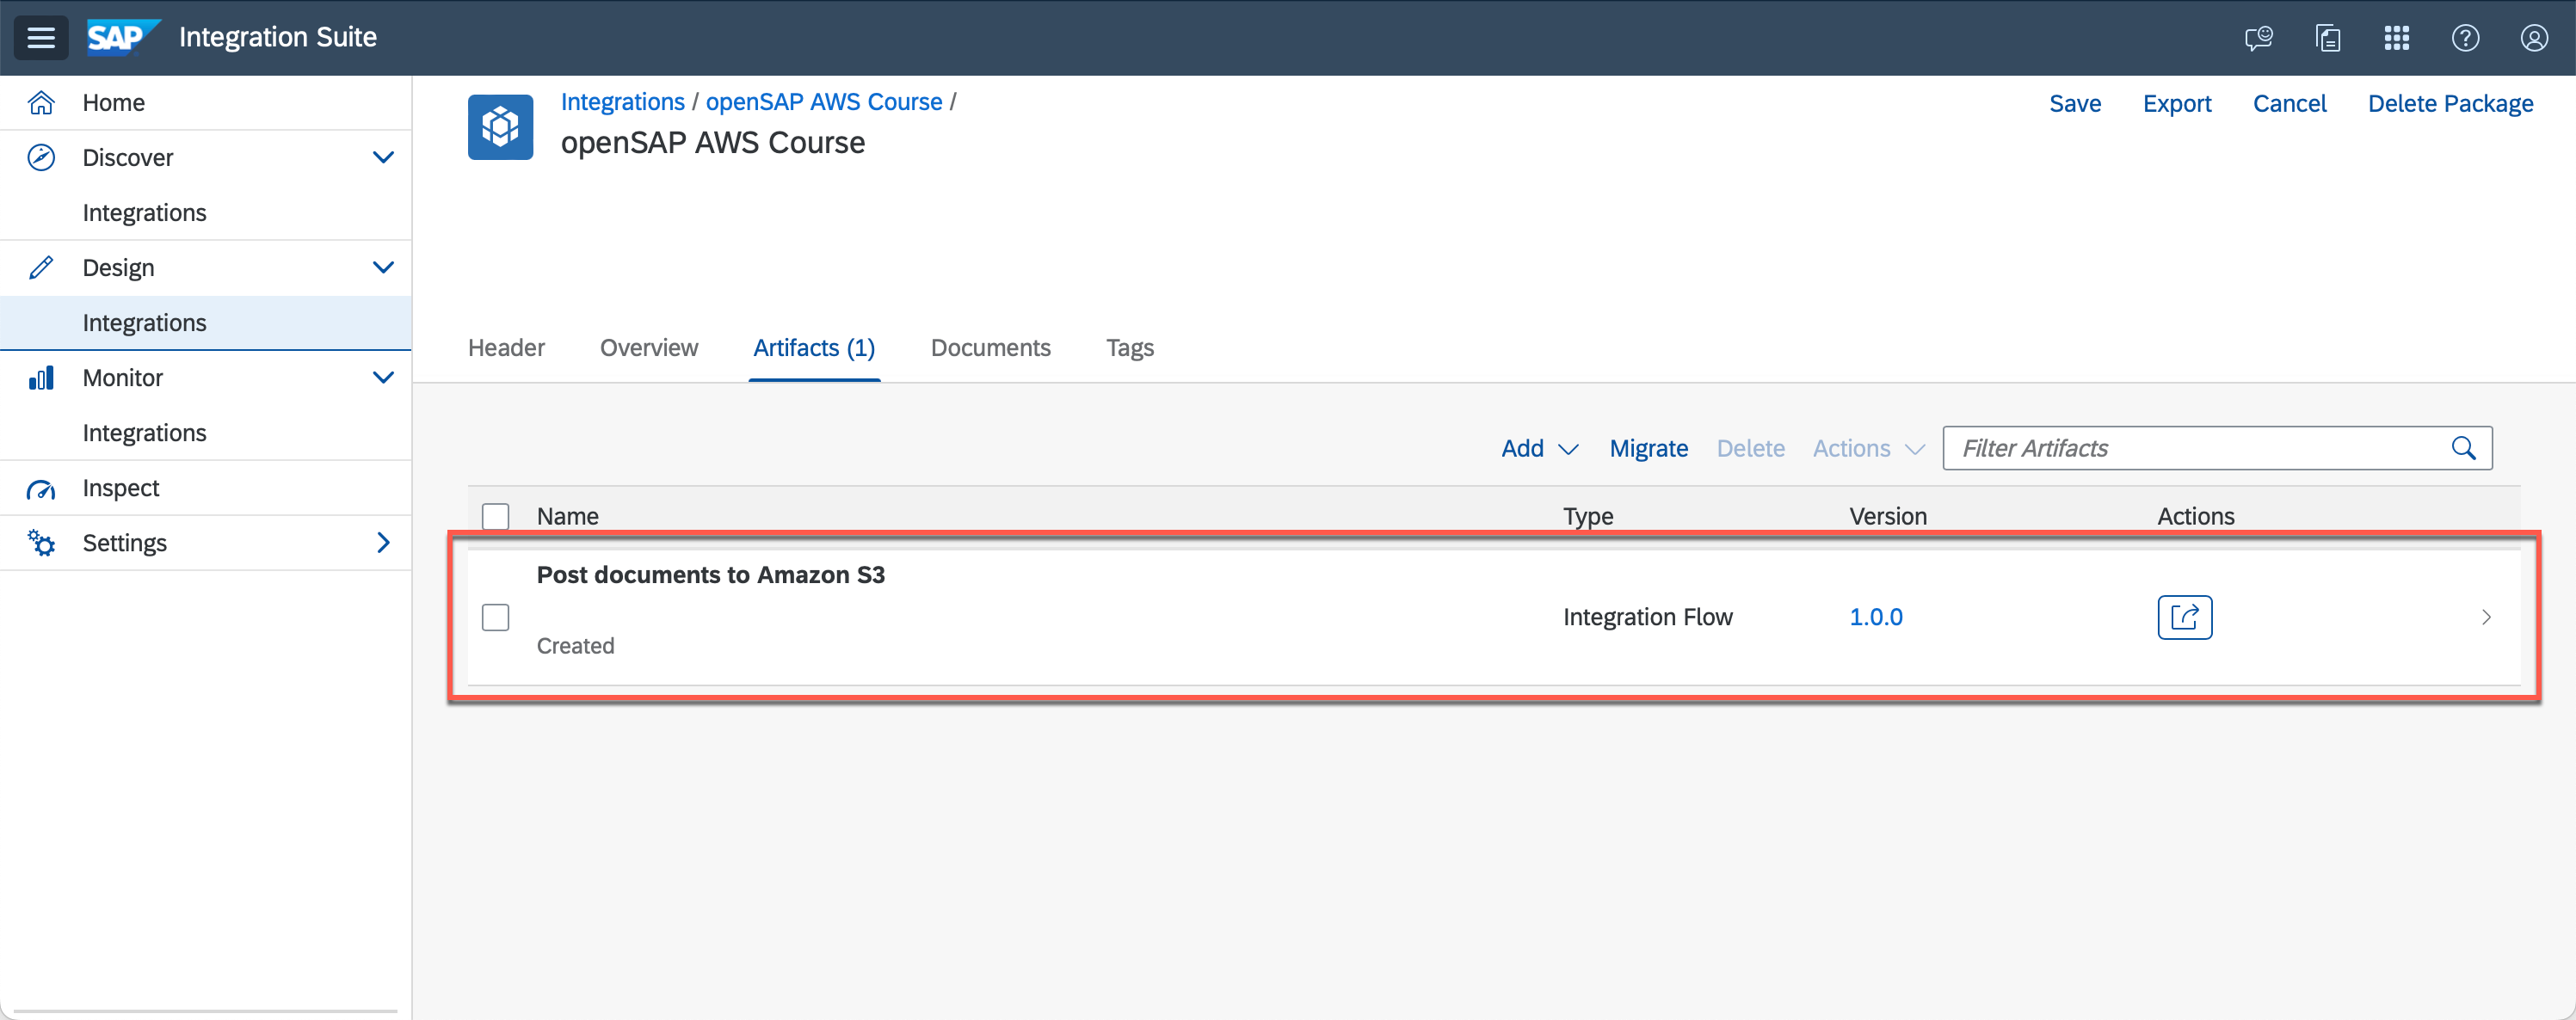 SAP Integration Suite
Home
Discover
Integrations
Design
Integrations
Monitor
Integrations
Inspect
Settings
Integrations / openSAP AWS Course /
openSAP AWS Course
Save Export Cancel Delete Package
Header Overview Artifacts (1) Documents Tags
Add Migrate Delete Actions Filter Artifacts
Name Type Version Actions
Post documents to Amazon S3
Integration Flow 1.0.0
Created